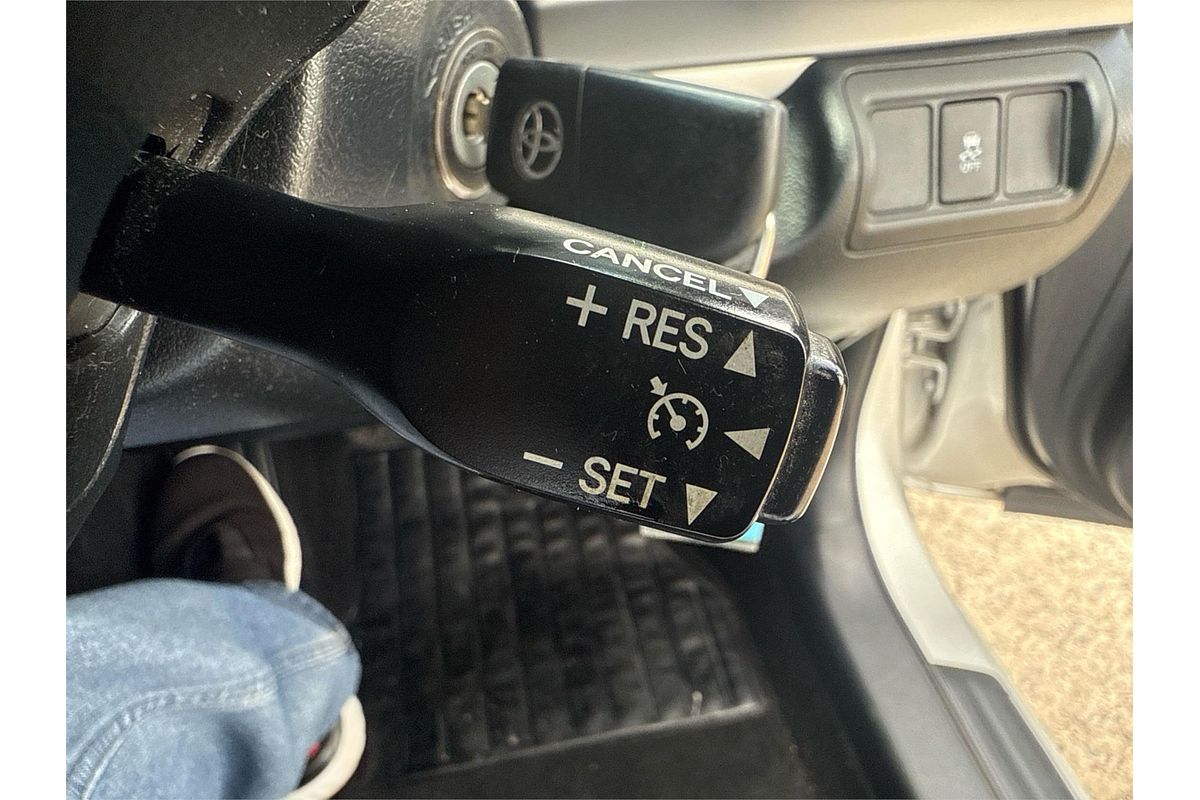 CANCEL
+ RES
- SET
OFF